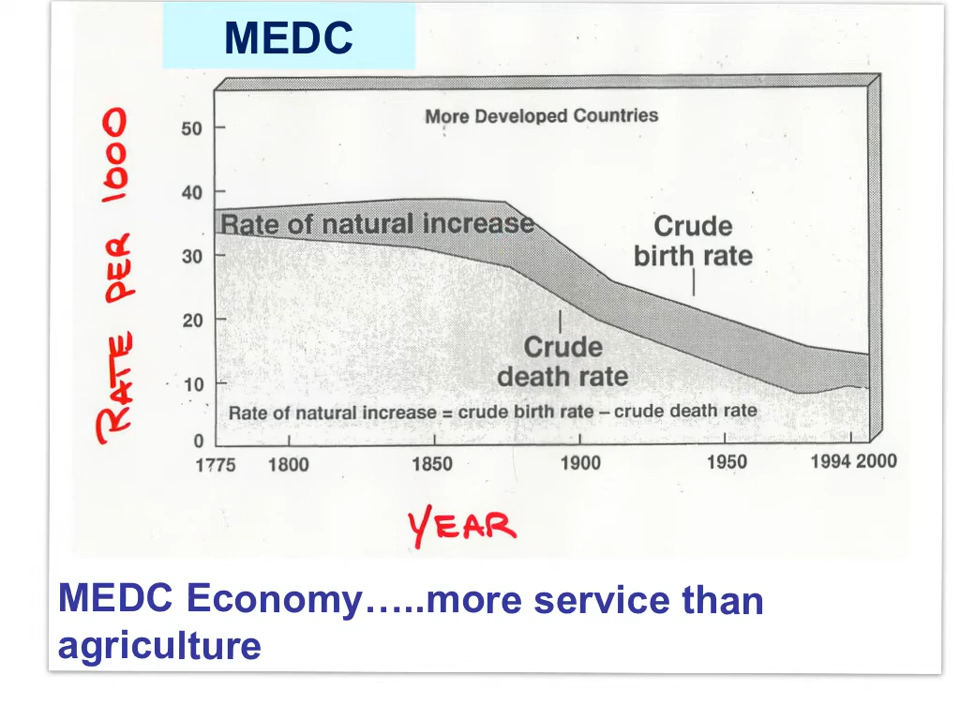 MEDC
RATE PER 1000
More Developed Countries
50
40
30
20
10
0
Rate of natural increase
Crude
birth rate
Crude
death rate
Rate of natural increase = crude birth rate – crude death rate
1775 1800 1850 1900 1950 1994 2000
YEAR
MEDC Economy…..more service than
agriculture